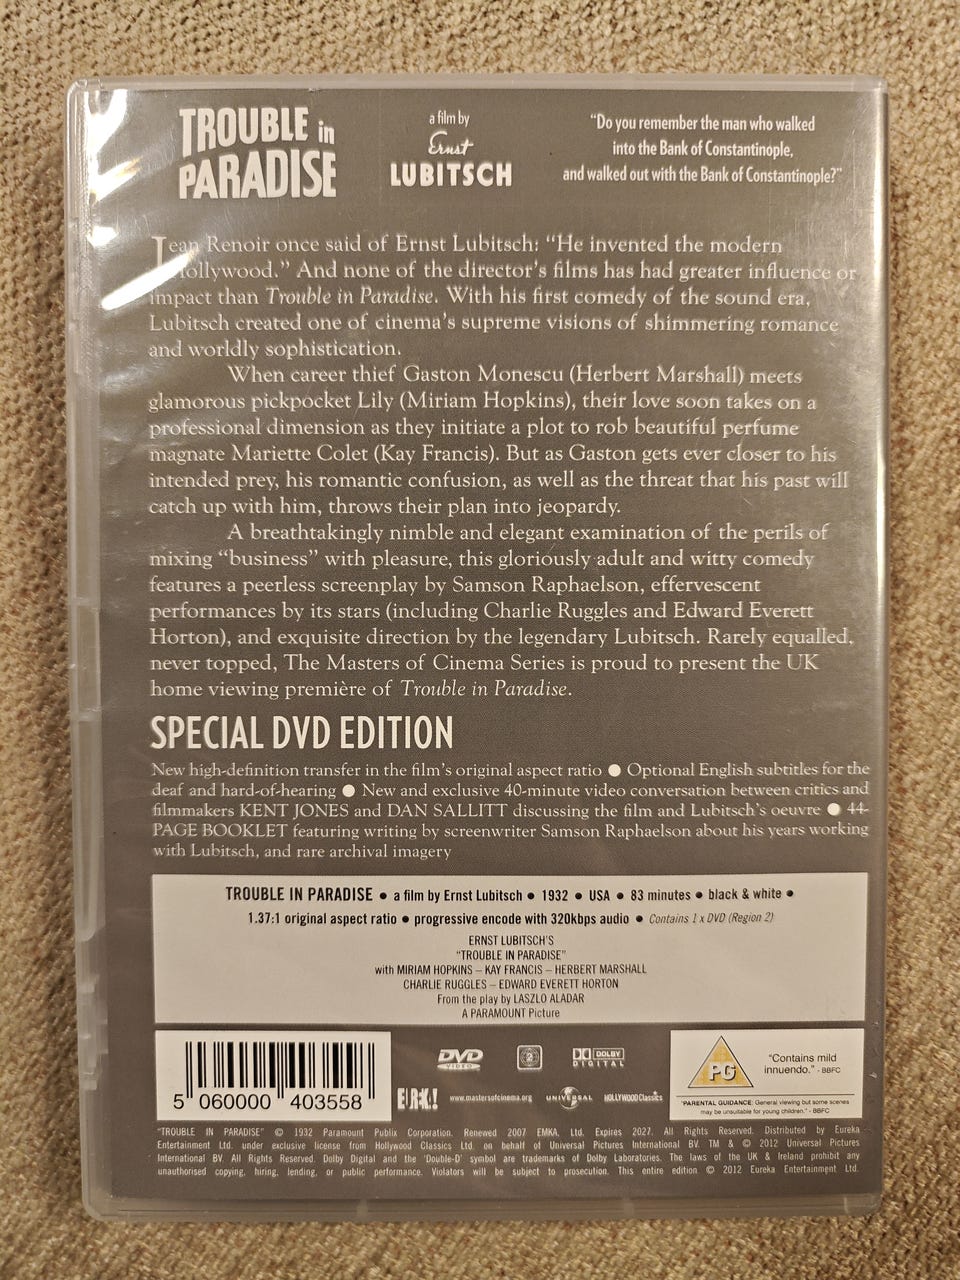 TROUBLE in
PARADISE
a film by
Ernst
LUBITSCH
“Do you remember the man who walked
into the Bank of Constantinople,
and walked out with the Bank of Constantinople?”
Jean Renoir once said of Ernst Lubitsch: “He invented the modern
Hollywood.” And none of the director’s films has had greater influence or
impact than Trouble in Paradise. With his first comedy of the sound era,
Lubitsch created one of cinema’s supreme visions of shimmering romance
and worldly sophistication.
When career thief Gaston Monescu (Herbert Marshall) meets
glamorous pickpocket Lily (Miriam Hopkins), their love soon takes on a
professional dimension as they initiate a plot to rob beautiful perfume
magnate Mariette Colet (Kay Francis). But as Gaston gets ever closer to his
intended prey, his romantic confusion, as well as the threat that his past will
catch up with him, throws their plan into jeopardy.
A breathtakingly nimble and elegant examination of the perils of
mixing “business” with pleasure, this gloriously adult and witty comedy
features a peerless screenplay by Samson Raphaelson, effervescent
performances by its stars (including Charlie Ruggles and Edward Everett
Horton), and exquisite direction by the legendary Lubitsch. Rarely equalled,
never topped, The Masters of Cinema Series is proud to present the UK
home viewing première of Trouble in Paradise.
SPECIAL DVD EDITION
New high-definition transfer in the film’s original aspect ratio ● Optional English subtitles for the
deaf and hard-of-hearing ● New and exclusive 40-minute video conversation between critics and
filmmakers KENT JONES and DAN SALLITT discussing the film and Lubitsch’s oeuvre ● 44-
PAGE BOOKLET featuring writing by screenwriter Samson Raphaelson about his years working
with Lubitsch, and rare archival imagery
TROUBLE IN PARADISE ● a film by Ernst Lubitsch ● 1932 ● USA ● 83 minutes ● black & white ●
1.37:1 original aspect ratio ● progressive encode with 320kbps audio ● Contains 1 x DVD (Region 2)
ERNST LUBITSCH’S
“TROUBLE IN PARADISE”
with MIRIAM HOPKINS – KAY FRANCIS – HERBERT MARSHALL
CHARLIE RUGGLES – EDWARD EVERETT HORTON
From the play by LASZLO ALADAR
A PARAMOUNT Picture
5 060000 403558
DVD
VIDEO
2
DOLBY
DIGITAL
EUREKA!
www.mastersofcinema.org
UNIVERSAL
HOLLYWOODClassics
PG
“Contains mild
innuendo.” - BBFC
“PARENTAL GUIDANCE: General viewing but some scenes
may be unsuitable for young children.” - BBFC
“TROUBLE IN PARADISE” © 1932 Paramount Publix Corporation. Renewed 2007 EMKA, Ltd. Expires 2027. All Rights Reserved. Distributed by Eureka
Entertainment Ltd. under exclusive license from Hollywood Classics Ltd. on behalf of Universal Pictures International BV. TM & © 2012 Universal Pictures
International BV. All Rights Reserved. Dolby Digital and the ‘Double-D’ symbol are trademarks of Dolby Laboratories. The laws of the UK & Ireland prohibit any
unauthorised copying, hiring, lending, or public performance. Violators will be subject to prosecution. This entire edition © 2012 Eureka Entertainment Ltd.